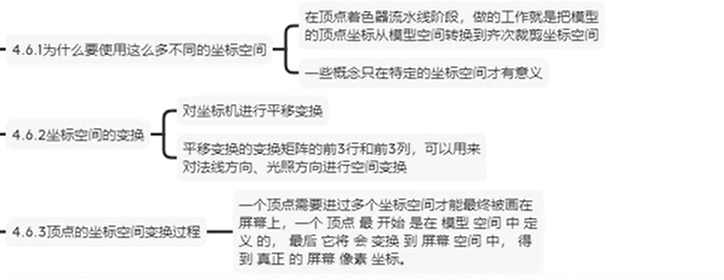 4.6.1为什么要使用这么多不同的坐标空间
在顶点着色器流水线阶段，做的工作就是把模型
的顶点坐标从模型空间转换到齐次裁剪坐标空间
一些概念只在特定的坐标空间才有意义
4.6.2坐标空间的变换
对坐标机进行平移变换
平移变换的变换矩阵的前3行和前3列，可以用来
对法线方向、光照方向进行空间变换
4.6.3顶点的坐标空间变换过程
一个顶点需要进过多个坐标空间才能最终被画在
屏幕上，一个 顶点 最 开始 是在 模型 空间 中 定
义 的， 最后 它将 会 变换 到 屏幕 空间 中， 得
到 真正 的 屏幕 像素 坐标。